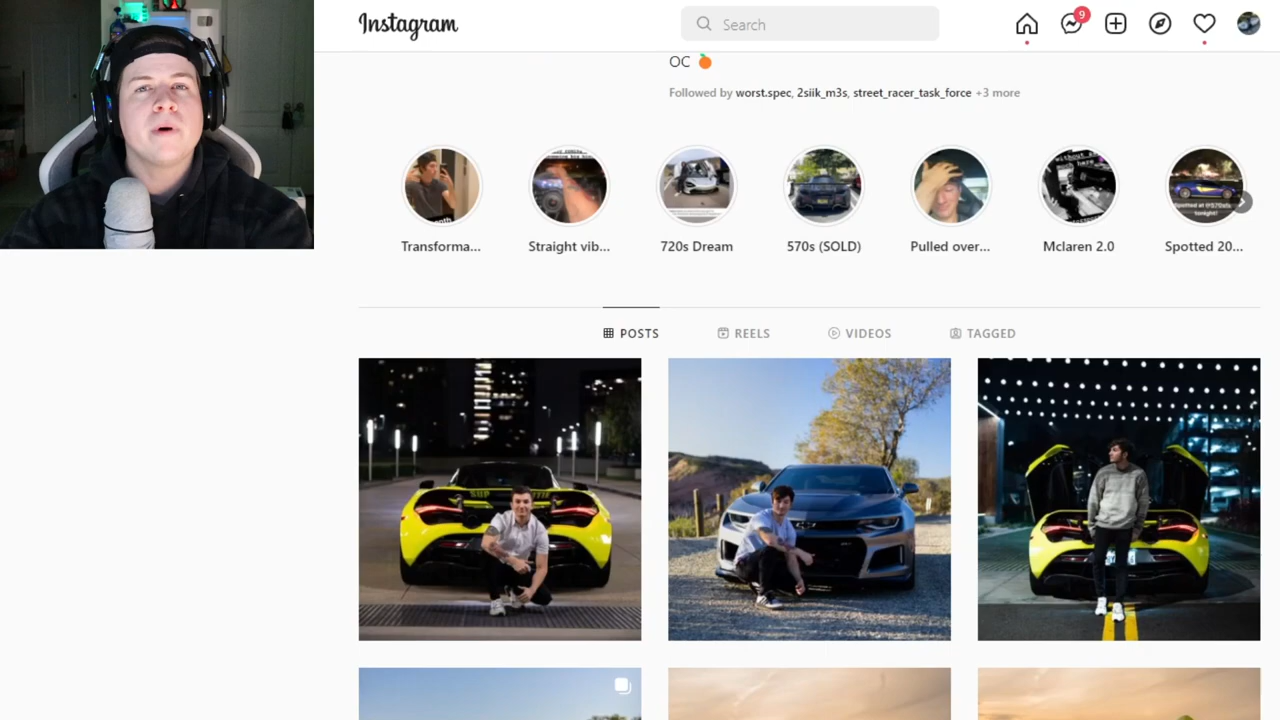 Instagram
Search
9
OC
Followed by worst.spec, 2siik_m3s, street_racer_task_force +3 more
Transforma...
Straight vib...
720s Dream
570s (SOLD)
Pulled over...
Mclaren 2.0
Spotted 20...
POSTS
REELS
VIDEOS
TAGGED